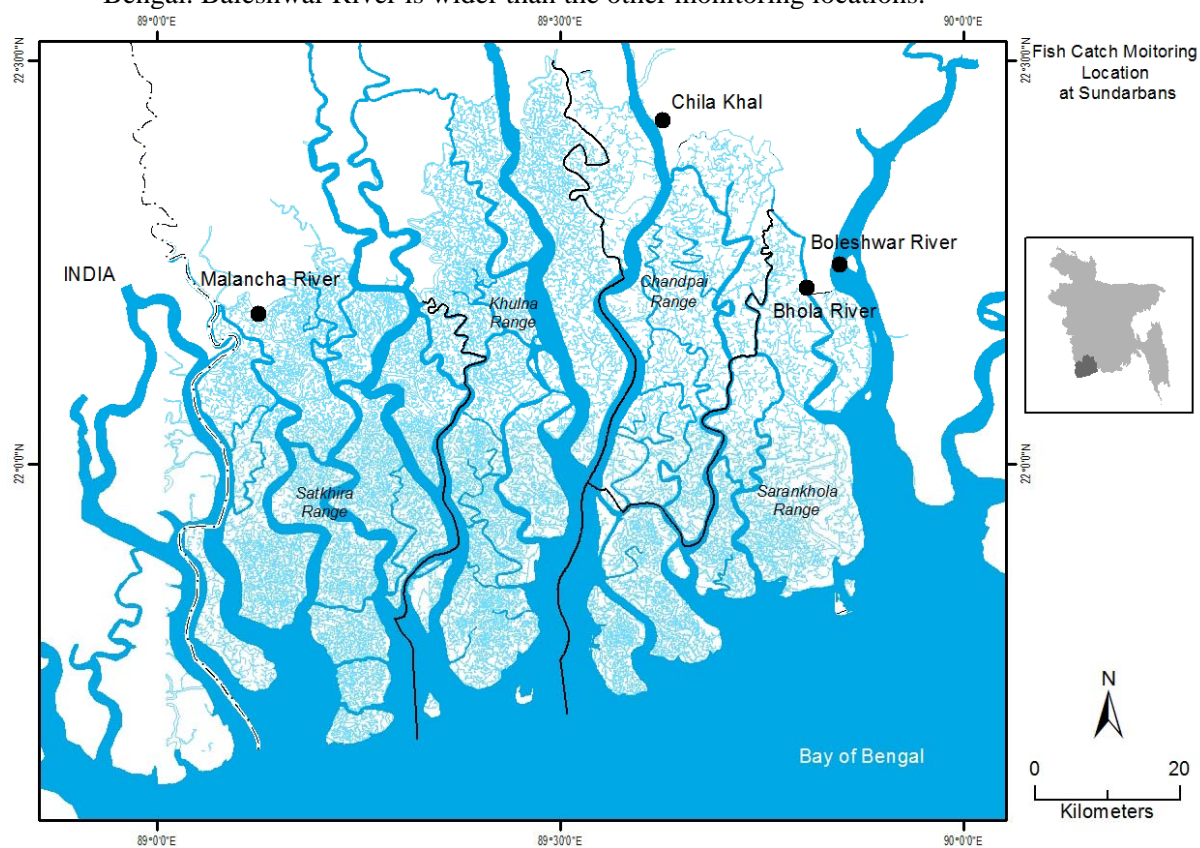 Bengal. Baleshwar River is wider than the other monitoring locations.
89°0'0"E
89°30'0"E
90°0'0"E
22°30'0"N
22°30'0"N
Fish Catch Moitoring
Location
at Sundarbans
Chila Khal
Boleshwar River
INDIA
Malancha River
Chandpai
Range
Khulna
Range
Bhola River
22°0'0"N
22°0'0"N
Satkhira
Range
Sarankhola
Range
N
Bay of Bengal
0 20
Kilometers
89°0'0"E
89°30'0"E
90°0'0"E